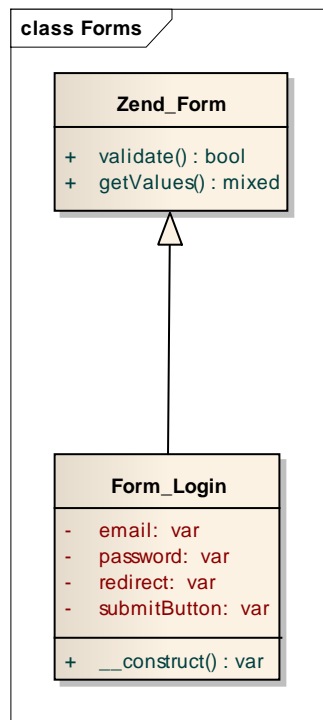 class Forms
Zend_Form
+ validate() : bool
+ getValues() : mixed
Form_Login
- email: var
- password: var
- redirect: var
- submitButton: var
+ __construct() : var